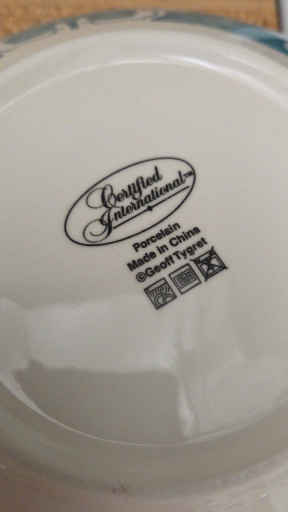 Certified
International™
Porcelain
Made in China
©Geoff Tygret